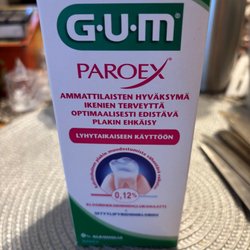 G·U·M
PAROEX
AMMATTILAISTEN HYVÄKSYMÄ
IKENIEN TERVEYTTÄ
OPTIMAALISESTI EDISTÄVÄ
PLAKIN EHKÄISY
LYHYTAIKAISEEN KÄYTTÖÖN
0,12%